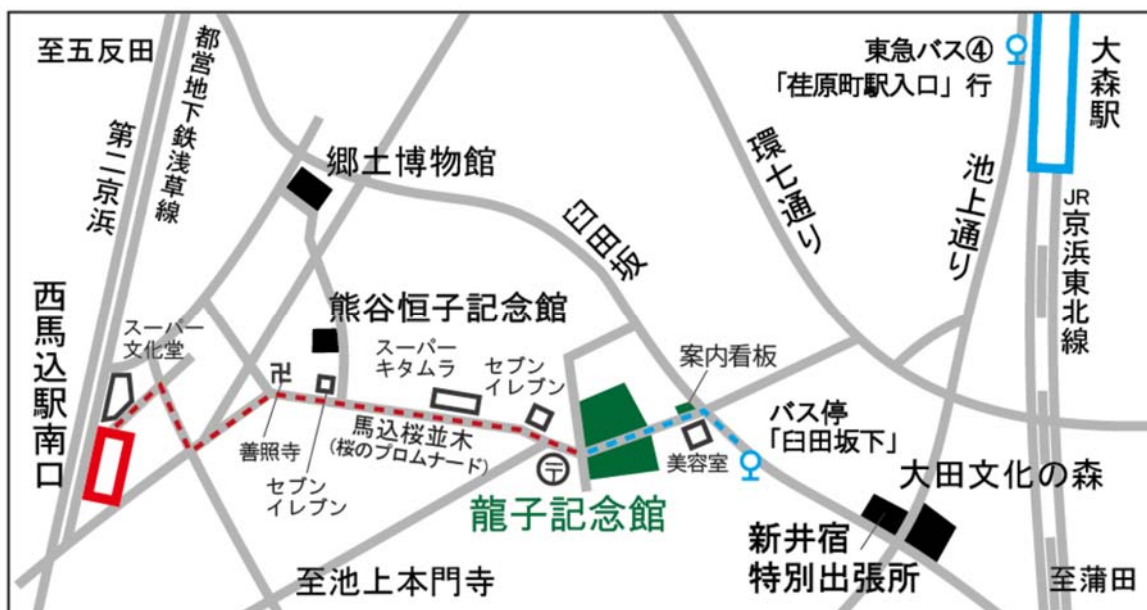 至五反田
都営地下鉄浅草線
第二京浜
東急バス④
「荏原町駅入口」行
大森駅
郷土博物館
臼田坂
環七通り
池上通り
JR
京浜東北線
西馬込駅南口
スーパー
文化堂
熊谷恒子記念館
スーパー
キタムラ
セブン
イレブン
案内看板
卍
善照寺
セブン
イレブン
馬込桜並木
(桜のプロムナード)
〒
龍子記念館
美容室
バス停
「臼田坂下」
大田文化の森
新井宿
特別出張所
至池上本門寺
至蒲田